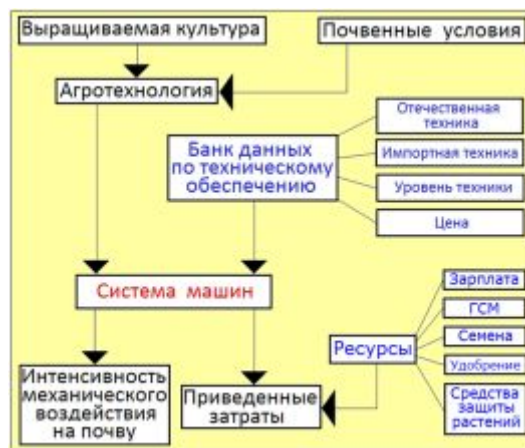 Выращиваемая культура
Почвенные условия
Агротехнология
Отечественная
техника
Банк данных
по техническому
обеспечению
Импортная техника
Уровень техники
Цена
Система машин
Зарплата
ГСМ
Семена
Ресурсы
Удобрение
Средства
защиты
растений
Интенсивность
механического
воздействия
на почву
Приведенные
затраты